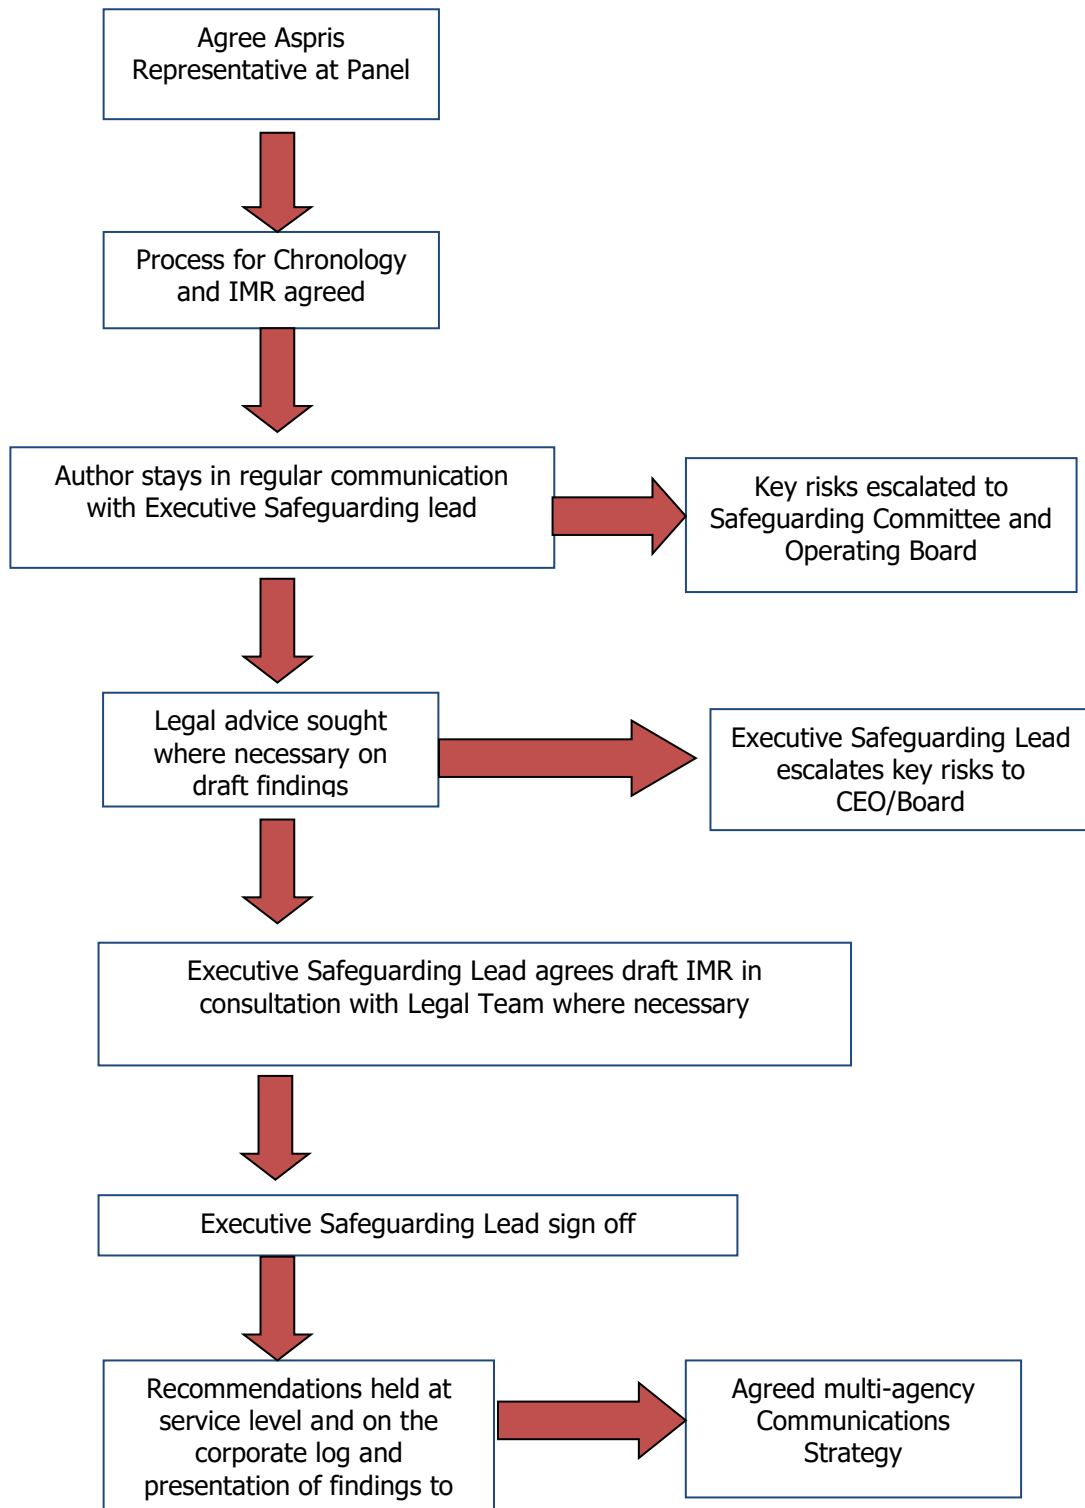 Agree Aspris
Representative at Panel
Process for Chronology
and IMR agreed
Author stays in regular communication
with Executive Safeguarding lead
Key risks escalated to
Safeguarding Committee and
Operating Board
Legal advice sought
where necessary on
draft findings
Executive Safeguarding Lead
escalates key risks to
CEO/Board
Executive Safeguarding Lead agrees draft IMR in
consultation with Legal Team where necessary
Executive Safeguarding Lead sign off
Recommendations held at
service level and on the
corporate log and
presentation of findings to
Agreed multi-agency
Communications
Strategy